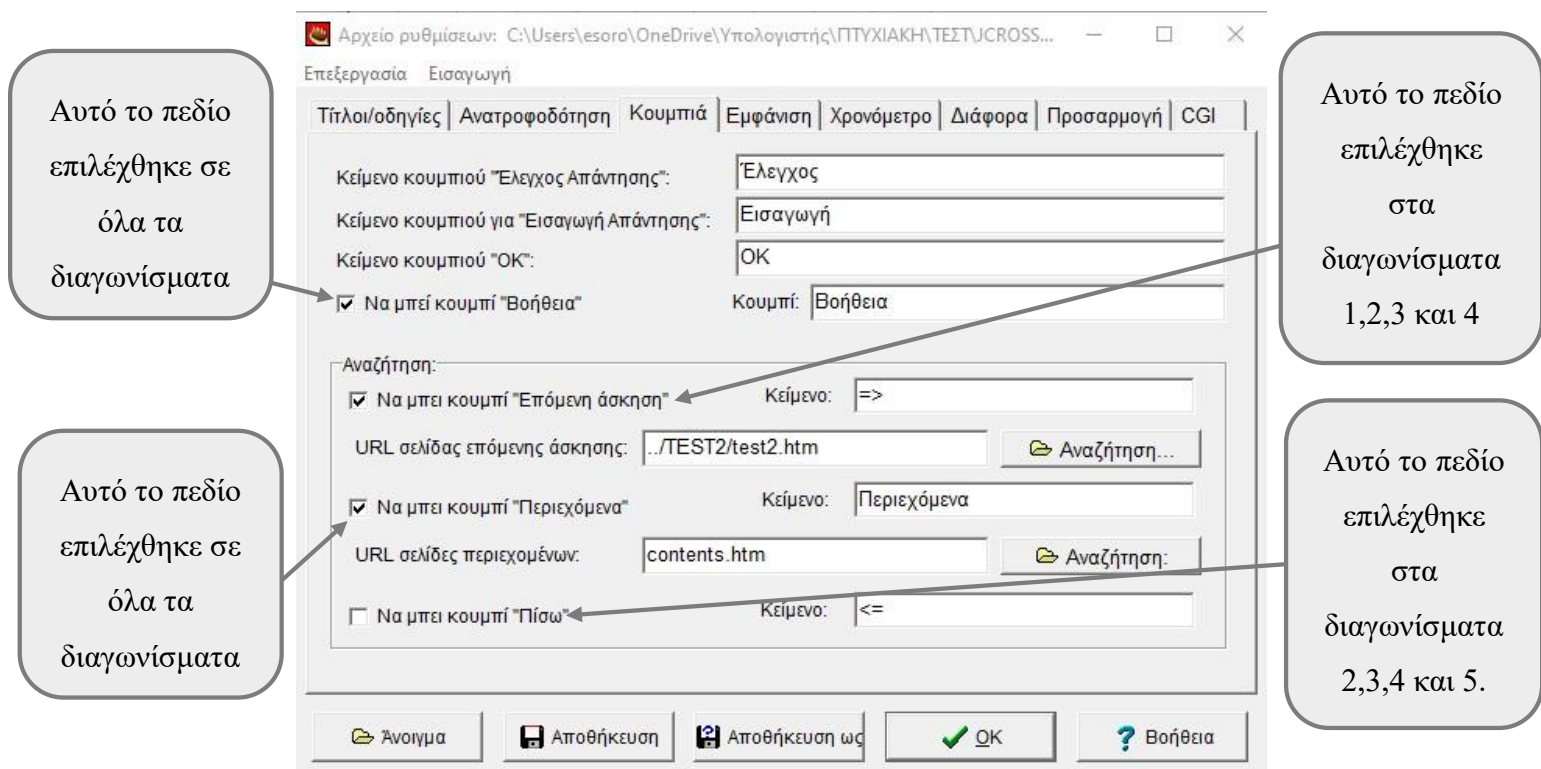 Αρχείο ρυθμίσεων: C:\Users\esoro\OneDrive\Υπολογιστής\ΠΤΥΧΙΑΚΗ\ΤΕΣΤ\JCROSS...
Επεξεργασία Εισαγωγή
Τίτλοι/οδηγίες Ανατροφοδότηση Κουμπιά Εμφάνιση Χρονόμετρο Διάφορα Προσαρμογή CGI
Κείμενο κουμπιού "Έλεγχος Απάντησης": Έλεγχος
Κείμενο κουμπιού για "Εισαγωγή Απάντησης": Εισαγωγή
Κείμενο κουμπιού "ΟΚ": ΟΚ
Να μπεί κουμπί "Βοήθεια" Κουμπί: Βοήθεια
Αναζήτηση:
Να μπει κουμπί "Επόμενη άσκηση" Κείμενο: =>
URL σελίδας επόμενης άσκησης: ../TEST2/test2.htm Αναζήτηση...
Να μπει κουμπί "Περιεχόμενα" Κείμενο: Περιεχόμενα
URL σελίδες περιεχομένων: contents.htm Αναζήτηση:
Να μπει κουμπί "Πίσω" Κείμενο: <=
Άνοιγμα Αποθήκευση Αποθήκευση ως OK Βοήθεια
Αυτό το πεδίο
επιλέχθηκε σε
όλα τα
διαγωνίσματα
Αυτό το πεδίο
επιλέχθηκε σε
όλα τα
διαγωνίσματα
Αυτό το πεδίο
επιλέχθηκε
στα
διαγωνίσματα
1,2,3 και 4
Αυτό το πεδίο
επιλέχθηκε
στα
διαγωνίσματα
2,3,4 και 5.